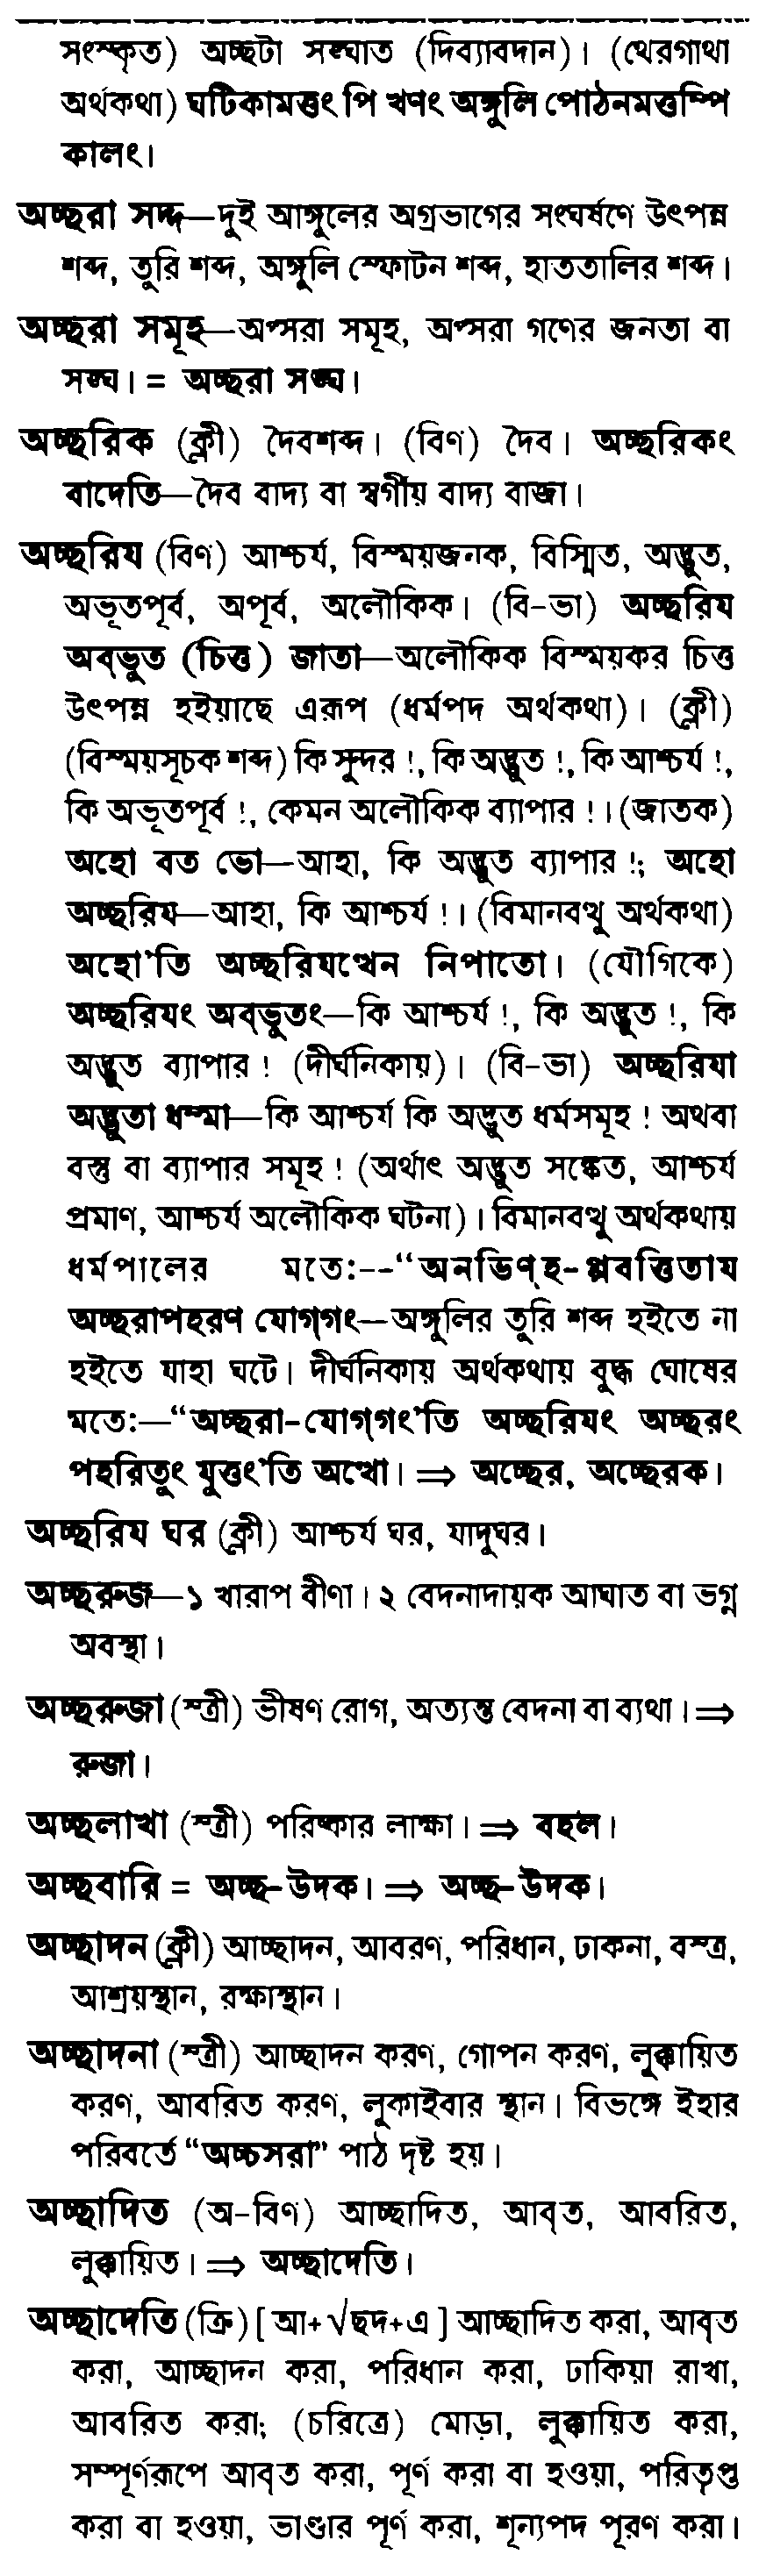 সংস্কৃত) অচ্ছটা সঙ্ঘাত (দিব্যাবদান)। (থেরগাথা
অর্থকথা) ঘটিকামত্তং পি খণং অঙ্গুলি পোঠনমত্তম্পি
কালং।
অচ্ছরা সদ্দ—দুই আঙ্গুলের অগ্রভাগের সংঘর্ষণে উৎপন্ন
শব্দ, তুরি শব্দ, অঙ্গুলি স্ফোটন শব্দ, হাততালির শব্দ।
অচ্ছরা সমূহ—অপ্সরা সমূহ, অপ্সরা গণের জনতা বা
সঙ্ঘ। = অচ্ছরা সঙ্ঘ।
অচ্ছরিক (ক্লী) দৈবশব্দ। (বিণ) দৈব। অচ্ছরিকং
বাদেতি—দৈব বাদ্য বা স্বর্গীয় বাদ্য বাজা।
অচ্ছরিয (বিণ) আশ্চর্য, বিস্ময়জনক, বিস্মিত, অদ্ভুত,
অভূতপূর্ব, অপূর্ব, অলৌকিক। (বি-ভা) অচ্ছরিয
অব্ভুত (চিত্ত) জাতা—অলৌকিক বিস্ময়কর চিত্ত
উৎপন্ন হইয়াছে এরূপ (ধর্মপদ অর্থকথা)। (ক্লী)
(বিস্ময়সূচক শব্দ) কি সুন্দর !, কি অদ্ভুত !, কি আশ্চর্য !,
কি অভূতপূর্ব !, কেমন অলৌকিক ব্যাপার !। (জাতক)
অহো বত ভো—আহা, কি অদ্ভুত ব্যাপার !; অহো
অচ্ছরিয—আহা, কি আশ্চর্য !। (বিমানবত্থু অর্থকথা)
অহো'তি অচ্ছরিযত্থেন নিপাতো। (যৌগিকে)
অচ্ছরিযং অব্ভুতং—কি আশ্চর্য !, কি অদ্ভুত !, কি
অদ্ভুত ব্যাপার ! (দীর্ঘনিকায়)। (বি-ভা) অচ্ছরিযা
অদ্ভুতা ধম্মা—কি আশ্চর্য কি অদ্ভুত ধর্মসমূহ ! অথবা
বস্তু বা ব্যাপার সমূহ ! (অর্থাৎ অদ্ভুত সঙ্কেত, আশ্চর্য
প্রমাণ, আশ্চর্য অলৌকিক ঘটনা)। বিমানবত্থু অর্থকথায়
ধর্মপালের মতে:--“অনভিণ্হ-প্পবত্তিতায
অচ্ছরাপহরণ যোগ্গং—অঙ্গুলির তুরি শব্দ হইতে না
হইতে যাহা ঘটে। দীর্ঘনিকায় অর্থকথায় বুদ্ধ ঘোষের
মতে:—“অচ্ছরা-যোগ্গং'তি অচ্ছরিযং অচ্ছরং
পহরিতুং যুত্তং'তি অত্থো। ⇒ অচ্ছের, অচ্ছেরক।
অচ্ছরিয ঘর (ক্লী) আশ্চর্য ঘর, যাদুঘর।
অচ্ছরুজ—১ খারাপ বীণা। ২ বেদনাদায়ক আঘাত বা ভগ্ন
অবস্থা।
অচ্ছরুজা (স্ত্রী) ভীষণ রোগ, অত্যন্ত বেদনা বা ব্যথা। ⇒
রুজা।
অচ্ছলাখা (স্ত্রী) পরিষ্কার লাক্ষা। ⇒ বহল।
অচ্ছবারি = অচ্ছ-উদক। ⇒ অচ্ছ-উদক।
অচ্ছাদন (ক্লী) আচ্ছাদন, আবরণ, পরিধান, ঢাকনা, বস্ত্র,
আশ্রয়স্থান, রক্ষাস্থান।
অচ্ছাদনা (স্ত্রী) আচ্ছাদন করণ, গোপন করণ, লুক্কায়িত
করণ, আবরিত করণ, লুকাইবার স্থান। বিভঙ্গে ইহার
পরিবর্তে “অচ্চসরা” পাঠ দৃষ্ট হয়।
অচ্ছাদিত (অ-বিণ) আচ্ছাদিত, আবৃত, আবরিত,
লুক্কায়িত। ⇒ অচ্ছাদেতি।
অচ্ছাদেতি (ক্রি) [ আ+√ছদ+এ ] আচ্ছাদিত করা, আবৃত
করা, আচ্ছাদন করা, পরিধান করা, ঢাকিয়া রাখা,
আবরিত করা; (চরিত্রে) মোড়া, লুক্কায়িত করা,
সম্পূর্ণরূপে আবৃত করা, পূর্ণ করা বা হওয়া, পরিতৃপ্ত
করা বা হওয়া, ভাণ্ডার পূর্ণ করা, শূন্যপদ পূরণ করা।